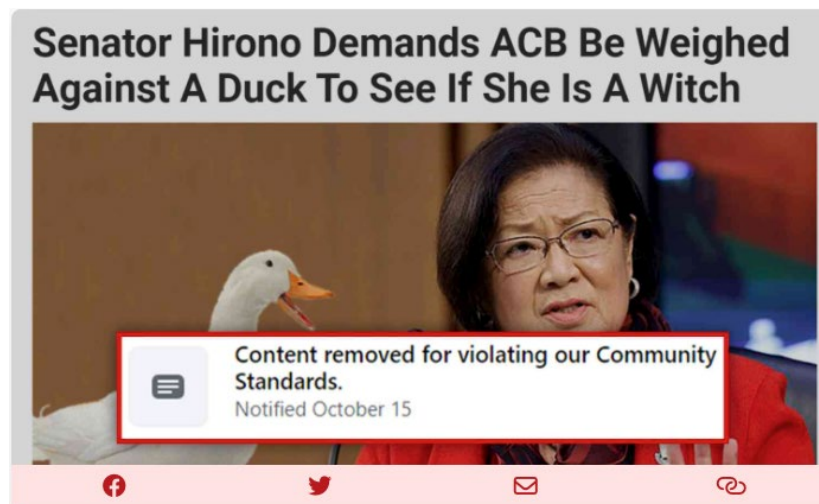 Senator Hirono Demands ACB Be Weighed
Against A Duck To See If She Is A Witch
Content removed for violating our Community
Standards.
Notified October 15